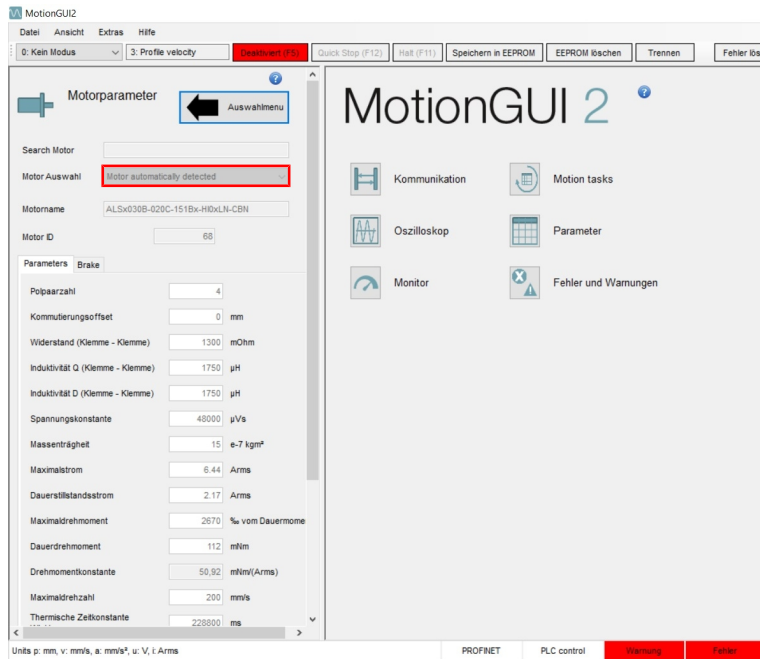 MotionGUI2
Datei Ansicht Extras Hilfe
0: Kein Modus 3: Profile velocity Deaktiviert (F5) Quick Stop (F12) Halt (F11) Speichern in EEPROM EEPROM löschen Trennen Fehler lös
Motorparameter
Auswahlmenu
MotionGUI 2
Search Motor
Motor Auswahl Motor automatically detected
Motorname ALSx030B-020C-151Bx-HI0xLN-CBN
Motor ID 68
Parameters Brake
Polpaarzahl 4
Kommutierungsoffset 0 mm
Widerstand (Klemme - Klemme) 1300 mOhm
Induktivität Q (Klemme - Klemme) 1750 µH
Induktivität D (Klemme - Klemme) 1750 µH
Spannungskonstante 48000 µVs
Massenträgheit 15 e-7 kgm²
Maximalstrom 6.44 Arms
Dauerstillstandsstrom 2.17 Arms
Maximaldrehmoment 2670 ‰ vom Dauermome
Dauerdrehmoment 112 mNm
Drehmomentkonstante 50,92 mNm/(Arms)
Maximaldrehzahl 200 mm/s
Thermische Zeitkonstante 228800 ms
Kommunikation Motion tasks
Oszilloskop Parameter
Monitor Fehler und Warnungen
Units p: mm, v: mm/s, a: mm/s², u: V, i: Arms PROFINET PLC control Warnung Fehler